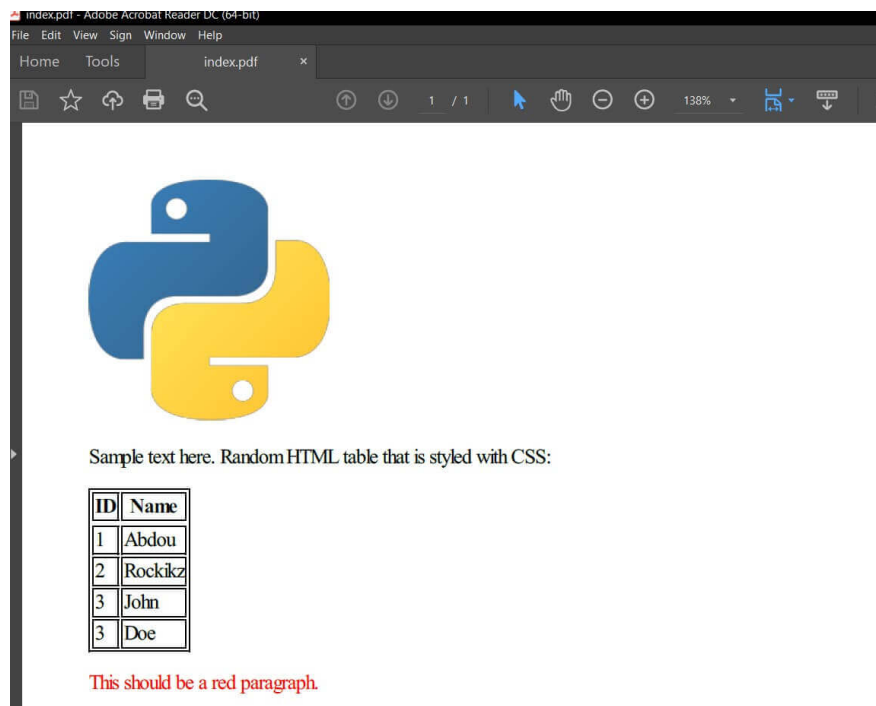 index.pdf - Adobe Acrobat Reader DC (64-bit)
File Edit View Sign Window Help
Home Tools index.pdf ×
1 / 1 138%
Sample text here. Random HTML table that is styled with CSS:
ID Name
1 Abdou
2 Rockikz
3 John
3 Doe
This should be a red paragraph.